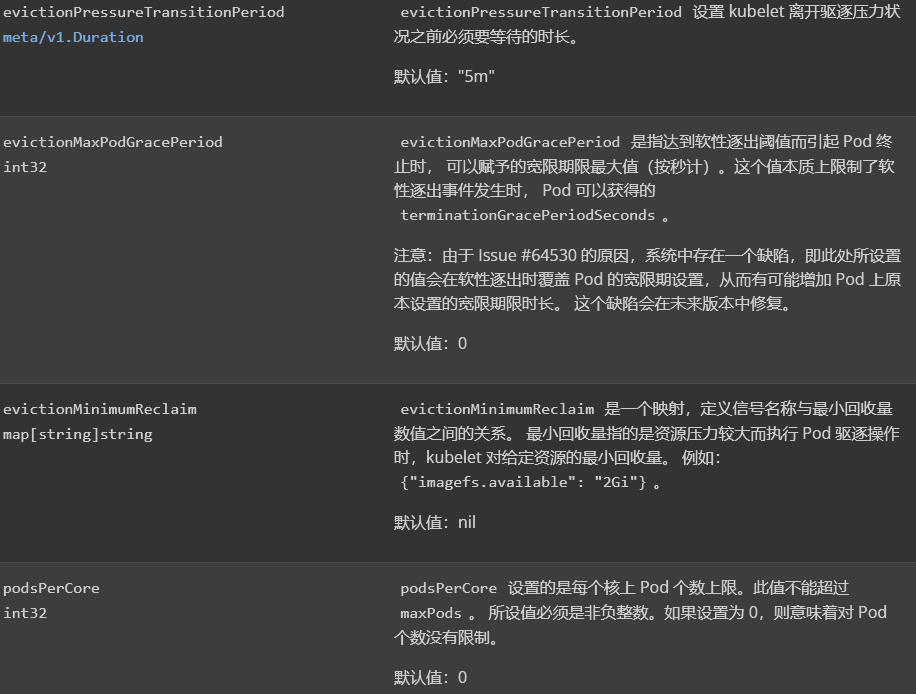 evictionPressureTransitionPeriod
meta/v1.Duration
evictionPressureTransitionPeriod 设置 kubelet 离开驱逐压力状
况之前必须要等待的时长。
默认值："5m"
evictionMaxPodGracePeriod
int32
evictionMaxPodGracePeriod 是指达到软性逐出阈值而引起 Pod 终
止时， 可以赋予的宽限期限最大值（按秒计）。这个值本质上限制了软
性逐出事件发生时， Pod 可以获得的
terminationGracePeriodSeconds 。
注意：由于 Issue #64530 的原因，系统中存在一个缺陷，即此处所设置
的值会在软性逐出时覆盖 Pod 的宽限期设置，从而有可能增加 Pod 上原
本设置的宽限期限时长。 这个缺陷会在未来版本中修复。
默认值：0
evictionMinimumReclaim
map[string]string
evictionMinimumReclaim 是一个映射，定义信号名称与最小回收量
数值之间的关系。 最小回收量指的是资源压力较大而执行 Pod 驱逐操作
时，kubelet 对给定资源的最小回收量。 例如：
{"imagefs.available": "2Gi"} 。
默认值：nil
podsPerCore
int32
podsPerCore 设置的是每个核上 Pod 个数上限。此值不能超过
maxPods 。 所设值必须是非负整数。如果设置为 0，则意味着对 Pod
个数没有限制。
默认值：0